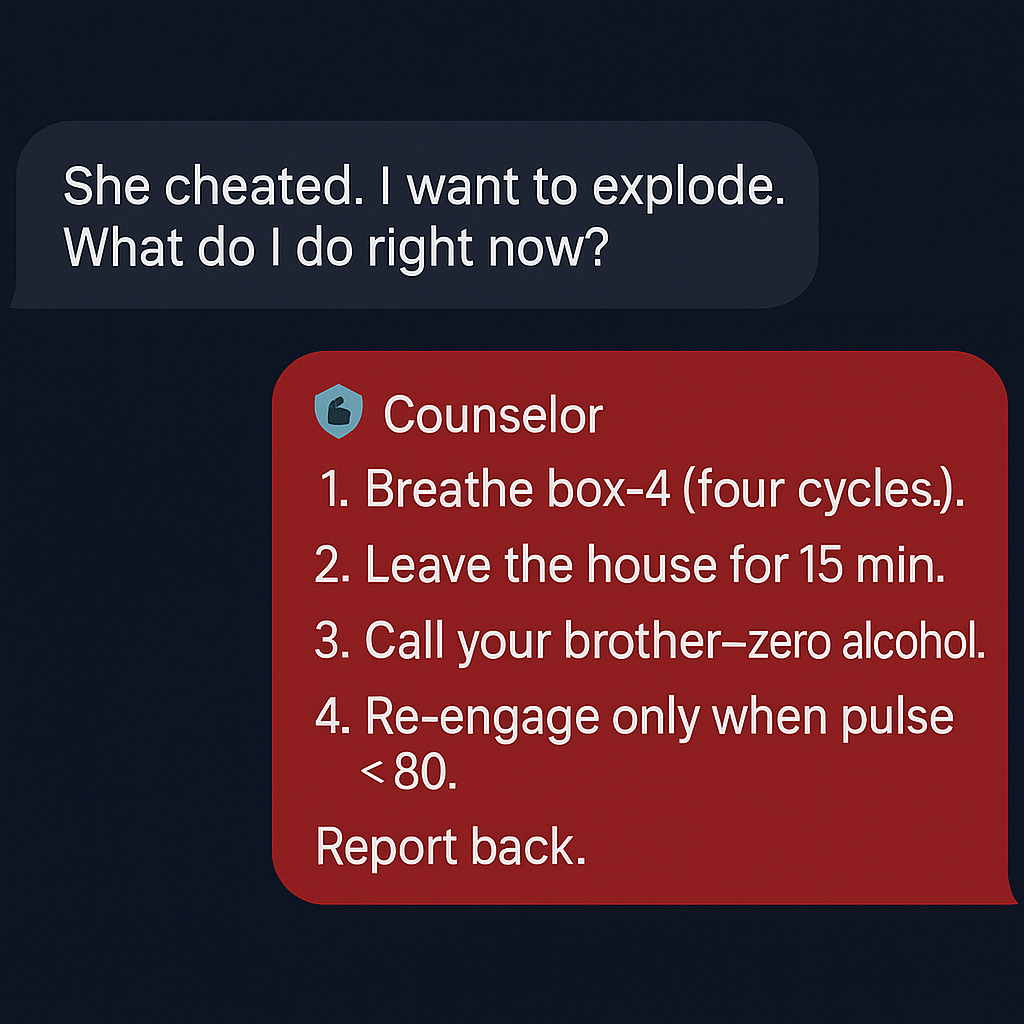 She cheated. I want to explode.
What do I do right now?
Counselor
1. Breathe box-4 (four cycles.).
2. Leave the house for 15 min.
3. Call your brother–zero alcohol.
4. Re-engage only when pulse
< 80.
Report back.